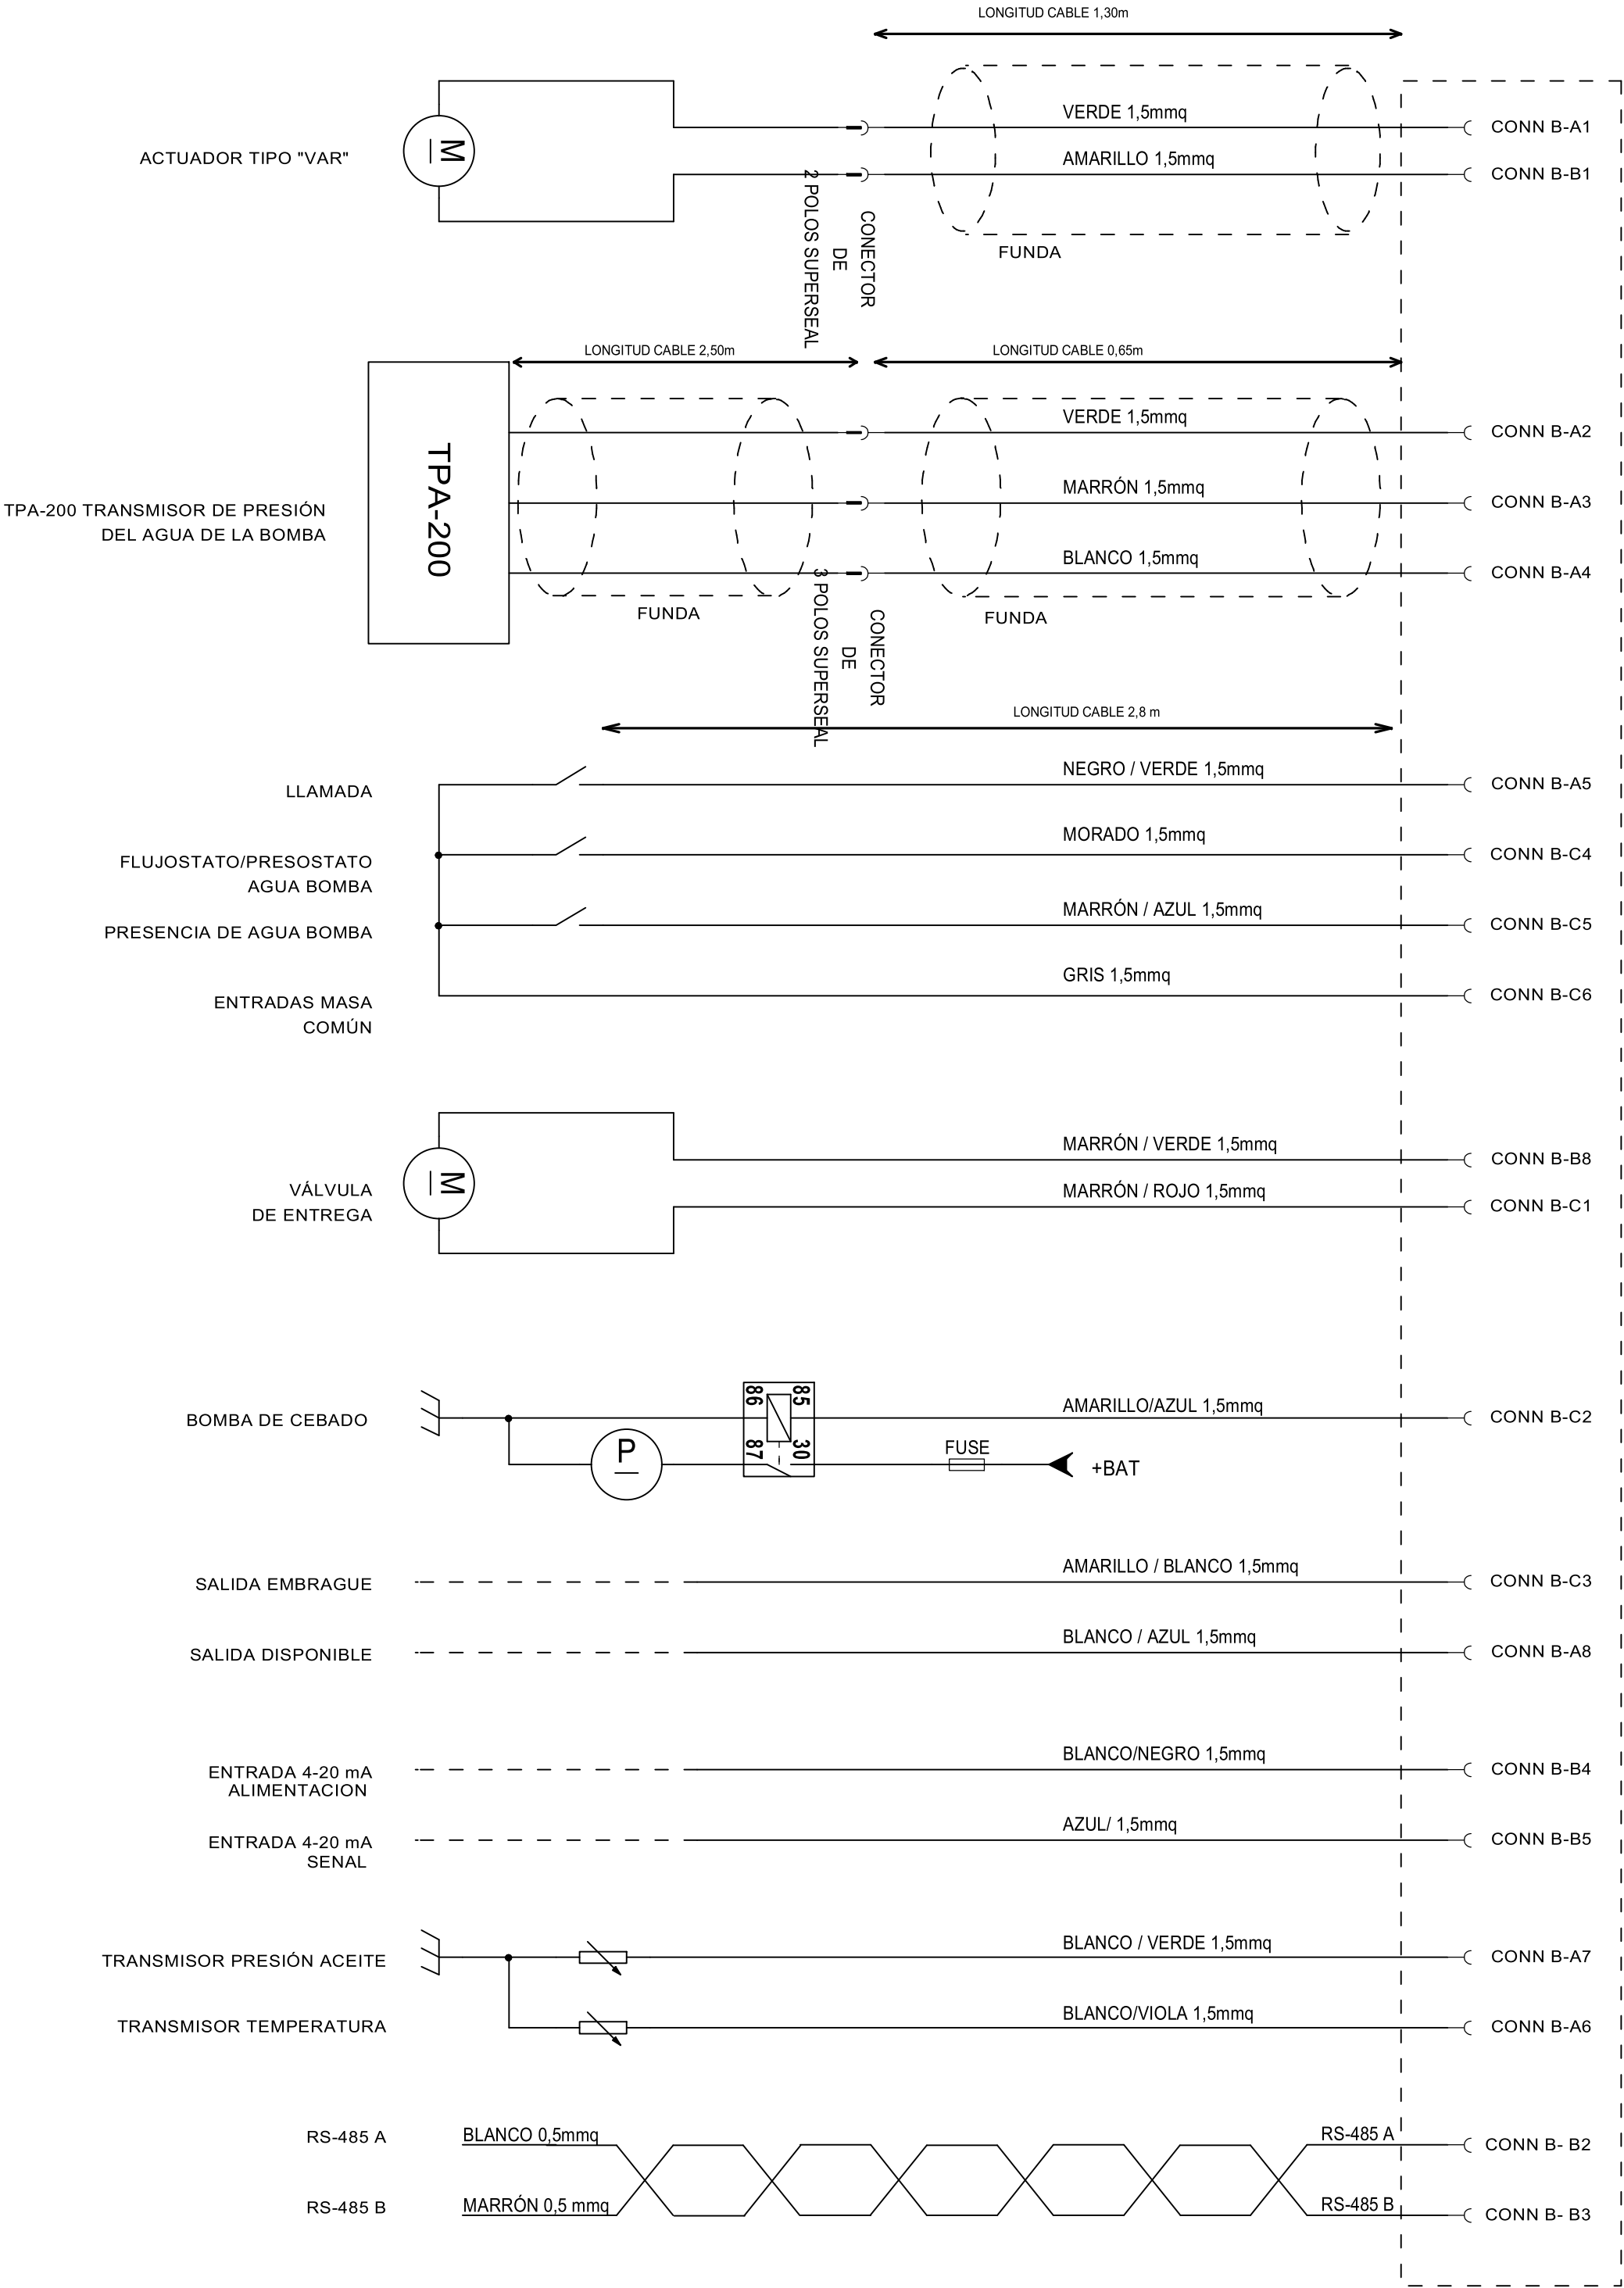 LONGITUD CABLE 1,30m
VERDE 1,5mmq
CONN B-A1
M
ACTUADOR TIPO "VAR"
AMARILLO 1,5mmq
CONN B-B1
CONECTOR
DE
2 POLOS SUPERSEAL
FUNDA
LONGITUD CABLE 2,50m
LONGITUD CABLE 0,65m
VERDE 1,5mmq
CONN B-A2
TPA-200
MARRÓN 1,5mmq
CONN B-A3
TPA-200 TRANSMISOR DE PRESIÓN
DEL AGUA DE LA BOMBA
BLANCO 1,5mmq
CONN B-A4
FUNDA
FUNDA
CONECTOR
DE
3 POLOS SUPERSEAL
LONGITUD CABLE 2,8 m
LLAMADA
NEGRO / VERDE 1,5mmq
CONN B-A5
FLUJOSTATO/PRESOSTATO
AGUA BOMBA
MORADO 1,5mmq
CONN B-C4
PRESENCIA DE AGUA BOMBA
MARRÓN / AZUL 1,5mmq
CONN B-C5
ENTRADAS MASA
COMÚN
GRIS 1,5mmq
CONN B-C6
MARRÓN / VERDE 1,5mmq
CONN B-B8
M
VÁLVULA
DE ENTREGA
MARRÓN / ROJO 1,5mmq
CONN B-C1
BOMBA DE CEBADO
86
85
87
30
AMARILLO/AZUL 1,5mmq
CONN B-C2
P
FUSE
+BAT
SALIDA EMBRAGUE
AMARILLO / BLANCO 1,5mmq
CONN B-C3
SALIDA DISPONIBLE
BLANCO / AZUL 1,5mmq
CONN B-A8
ENTRADA 4-20 mA
ALIMENTACION
BLANCO/NEGRO 1,5mmq
CONN B-B4
ENTRADA 4-20 mA
SENAL
AZUL/ 1,5mmq
CONN B-B5
TRANSMISOR PRESIÓN ACEITE
BLANCO / VERDE 1,5mmq
CONN B-A7
TRANSMISOR TEMPERATURA
BLANCO/VIOLA 1,5mmq
CONN B-A6
RS-485 A
BLANCO 0,5mmq
RS-485 A
CONN B- B2
RS-485 B
MARRÓN 0,5 mmq
RS-485 B
CONN B- B3